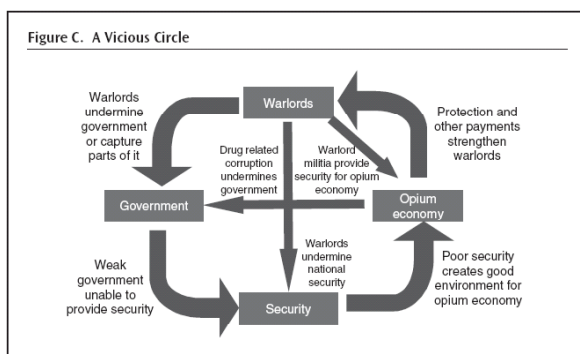 Figure C. A Vicious Circle
Warlords
Warlords
undermine
government
or capture
parts of it
Protection and
other payments
strengthen
warlords
Drug related
corruption
undermines
government
Warlord
militia provide
security for opium
economy
Government
Opium
economy
Warlords
undermine
national
security
Weak
government
unable to
provide security
Poor security
creates good
environment for
opium economy
Security